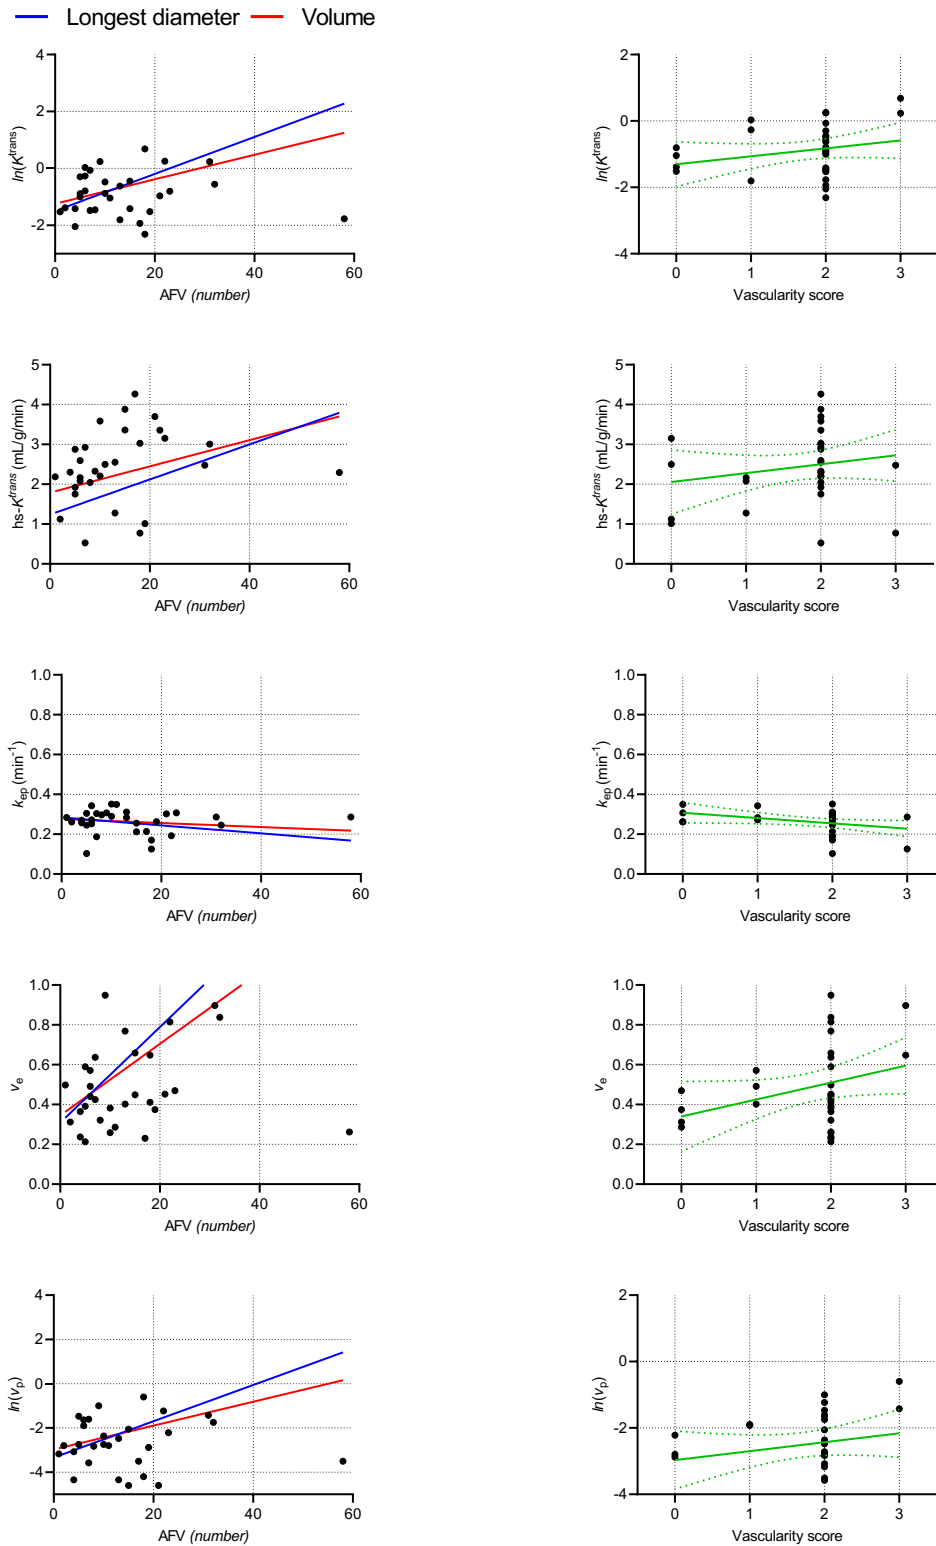 Longest diameter Volume
4
2
0
-2
ln(Ktrans)
0 20 40 60
AFV (number)
2
0
-2
-4
ln(Ktrans)
0 1 2 3
Vascularity score
5
4
3
2
1
0
hs-Ktrans (mL/g/min)
0 20 40 60
AFV (number)
5
4
3
2
1
0
hs-Ktrans (mL/g/min)
0 1 2 3
Vascularity score
1.0
0.8
0.6
0.4
0.2
0.0
kep (min-1)
0 20 40 60
AFV (number)
1.0
0.8
0.6
0.4
0.2
0.0
kep (min-1)
0 1 2 3
Vascularity score
1.0
0.8
0.6
0.4
0.2
0.0
ve
0 20 40 60
AFV (number)
1.0
0.8
0.6
0.4
0.2
0.0
ve
0 1 2 3
Vascularity score
4
2
0
-2
-4
ln(vp)
0 20 40 60
AFV (number)
2
0
-2
-4
ln(vp)
0 1 2 3
Vascularity score